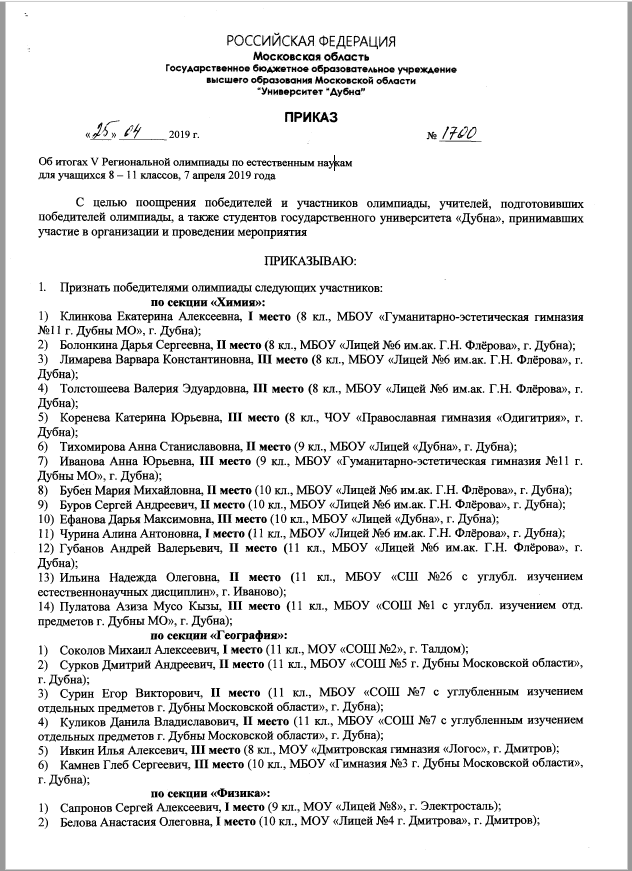 РОССИЙСКАЯ ФЕДЕРАЦИЯ
Московская область
Государственное бюджетное образовательное учреждение
высшего образования Московской области
"Университет "Дубна"
ПРИКАЗ
«25» 04 2019 г. № 1700
Об итогах V Региональной олимпиады по естественным наукам
для учащихся 8 – 11 классов, 7 апреля 2019 года
С целью поощрения победителей и участников олимпиады, учителей, подготовивших
победителей олимпиады, а также студентов государственного университета «Дубна», принимавших
участие в организации и проведении мероприятия
ПРИКАЗЫВАЮ:
1. Признать победителями олимпиады следующих участников:
по секции «Химия»:
1) Клинкова Екатерина Алексеевна, I место (8 кл., МБОУ «Гуманитарно-эстетическая гимназия
№11 г. Дубны МО», г. Дубна);
2) Болонкина Дарья Сергеевна, II место (8 кл., МБОУ «Лицей №6 им.ак. Г.Н. Флёрова», г. Дубна);
3) Лимарева Варвара Константиновна, III место (8 кл., МБОУ «Лицей №6 им.ак. Г.Н. Флёрова», г.
Дубна);
4) Толстошеева Валерия Эдуардовна, III место (8 кл., МБОУ «Лицей №6 им.ак. Г.Н. Флёрова», г.
Дубна);
5) Коренева Катерина Юрьевна, III место (8 кл., ЧОУ «Православная гимназия «Одигитрия», г.
Дубна);
6) Тихомирова Анна Станиславовна, II место (9 кл., МБОУ «Лицей «Дубна», г. Дубна);
7) Иванова Анна Юрьевна, III место (9 кл., МБОУ «Гуманитарно-эстетическая гимназия №11 г.
Дубны МО», г. Дубна);
8) Бубен Мария Михайловна, II место (10 кл., МБОУ «Лицей №6 им.ак. Г.Н. Флёрова», г. Дубна);
9) Буров Сергей Андреевич, II место (10 кл., МБОУ «Лицей №6 им.ак. Г.Н. Флёрова», г. Дубна);
10) Ефанова Дарья Максимовна, III место (10 кл., МБОУ «Лицей «Дубна», г. Дубна);
11) Чурина Алина Антоновна, I место (11 кл., МБОУ «Лицей №6 им.ак. Г.Н. Флёрова», г. Дубна);
12) Губанов Андрей Валерьевич, II место (11 кл., МБОУ «Лицей №6 им.ак. Г.Н. Флёрова», г.
Дубна);
13) Ильина Надежда Олеговна, II место (11 кл., МБОУ «СШ №26 с углубл. изучением
естественнонаучных дисциплин», г. Иваново);
14) Пулатова Азиза Мусо Кызы, III место (11 кл., МБОУ «СОШ №1 с углубл. изучением отд.
предметов г. Дубны МО», г. Дубна);
по секции «География»:
1) Соколов Михаил Алексеевич, I место (11 кл., МОУ «СОШ №2», г. Талдом);
2) Сурков Дмитрий Андреевич, II место (11 кл., МБОУ «СОШ №5 г. Дубны Московской области»,
г. Дубна);
3) Сурин Егор Викторович, II место (11 кл., МБОУ «СОШ №7 с углубленным изучением
отдельных предметов г. Дубны Московской области», г. Дубна);
4) Куликов Данила Владиславович, II место (11 кл., МБОУ «СОШ №7 с углубленным изучением
отдельных предметов г. Дубны Московской области», г. Дубна);
5) Ивкин Илья Алексевич, III место (8 кл., МОУ «Дмитровская гимназия «Логос», г. Дмитров);
6) Камнев Глеб Сергеевич, III место (10 кл., МБОУ «Гимназия №3 г. Дубны Московской области»,
г. Дубна);
по секции «Физика»:
1) Сапронов Сергей Алексеевич, I место (9 кл., МОУ «Лицей №8», г. Электросталь);
2) Белова Анастасия Олеговна, I место (10 кл., МОУ «Лицей №4 г. Дмитрова», г. Дмитров);